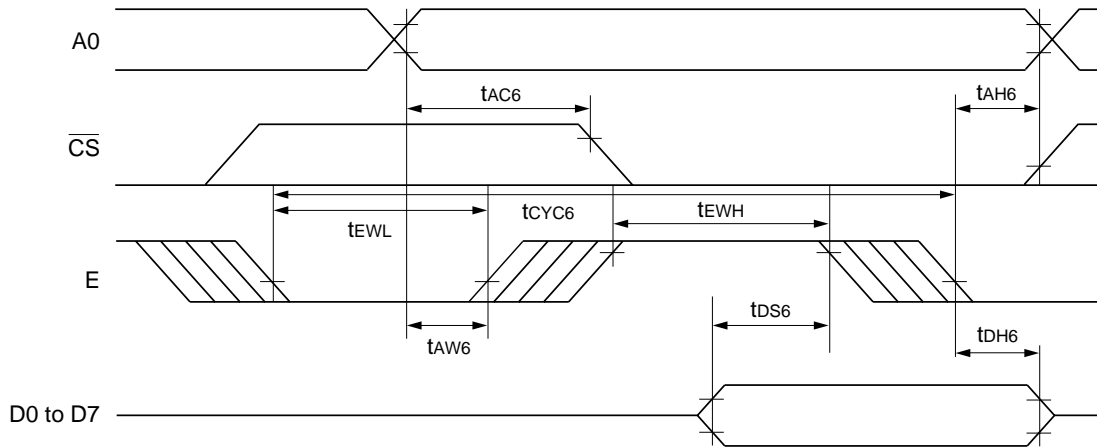 A0
tAC6
tAH6
CS
tCYC6
tEWH
tEWL
E
tDS6
tAW6
tDH6
D0 to D7